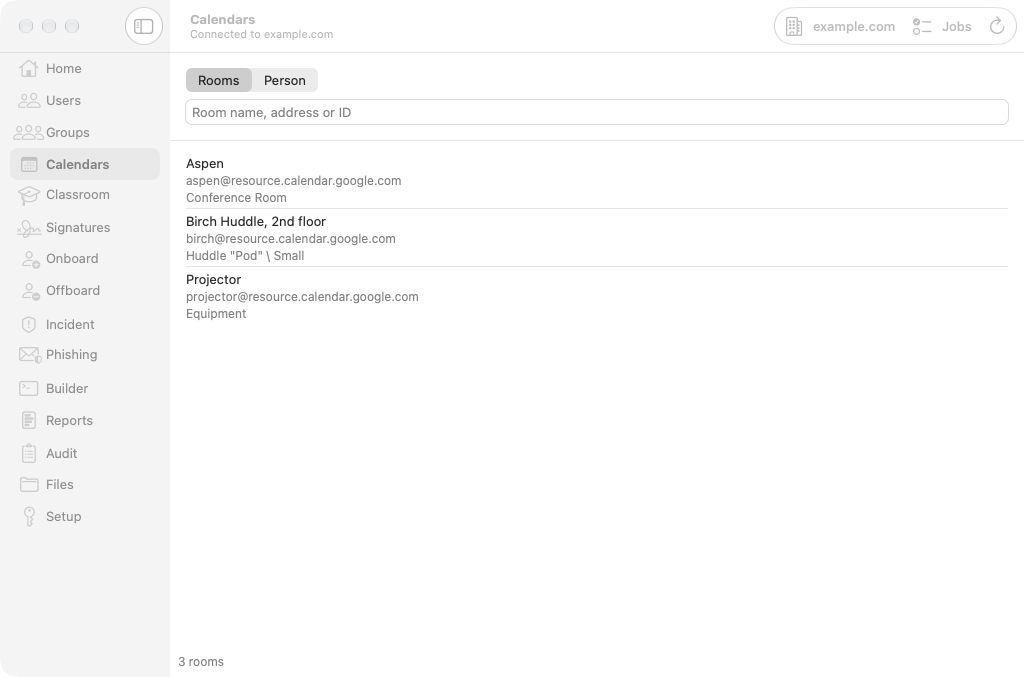 Calendars
Connected to example.com
example.com
Jobs
Home
Users
Groups
Calendars
Classroom
Signatures
Onboard
Offboard
Incident
Phishing
Builder
Reports
Audit
Files
Setup
Rooms
Person
Room name, address or ID
Aspen
aspen@resource.calendar.google.com
Conference Room
Birch Huddle, 2nd floor
birch@resource.calendar.google.com
Huddle "Pod" \ Small
Projector
projector@resource.calendar.google.com
Equipment
3 rooms